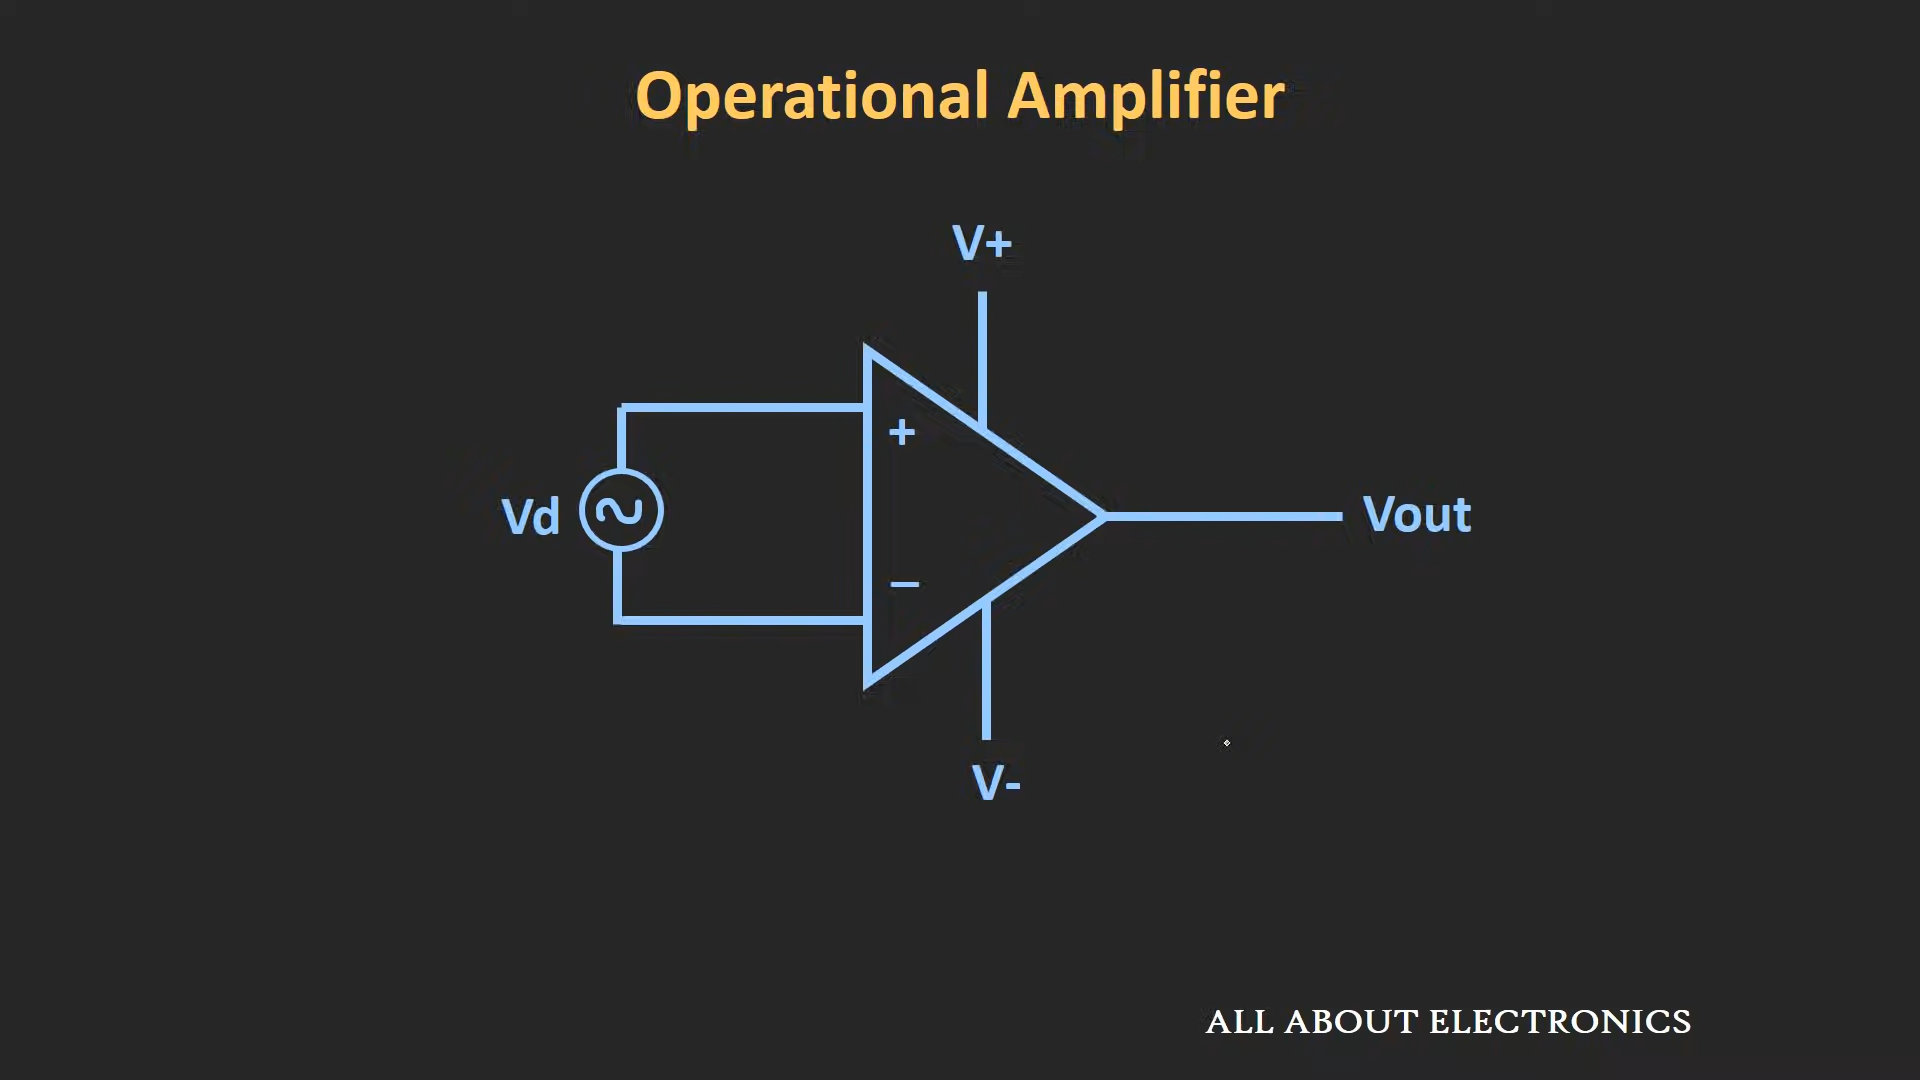 Operational Amplifier
V+
+
Vd
Vout
–
V-
ALL ABOUT ELECTRONICS